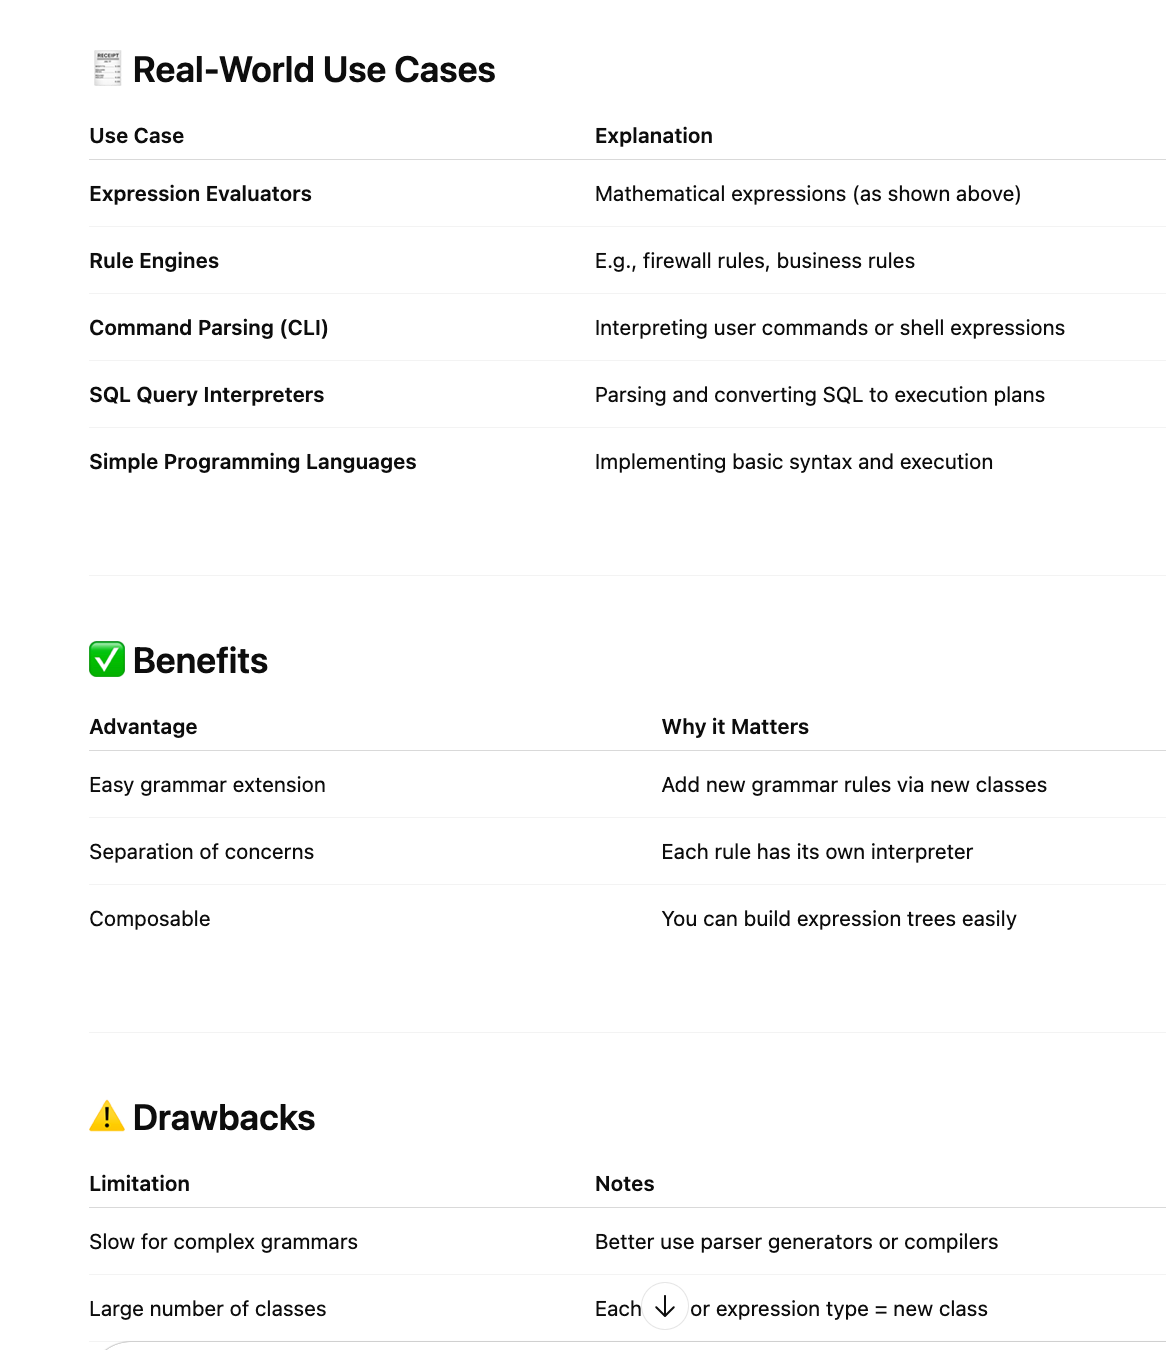 RECEIPT
Real-World Use Cases
Use Case Explanation
Expression Evaluators Mathematical expressions (as shown above)
Rule Engines E.g., firewall rules, business rules
Command Parsing (CLI) Interpreting user commands or shell expressions
SQL Query Interpreters Parsing and converting SQL to execution plans
Simple Programming Languages Implementing basic syntax and execution
✅ Benefits
Advantage Why it Matters
Easy grammar extension Add new grammar rules via new classes
Separation of concerns Each rule has its own interpreter
Composable You can build expression trees easily
⚠️ Drawbacks
Limitation Notes
Slow for complex grammars Better use parser generators or compilers
Large number of classes Each or expression type = new class